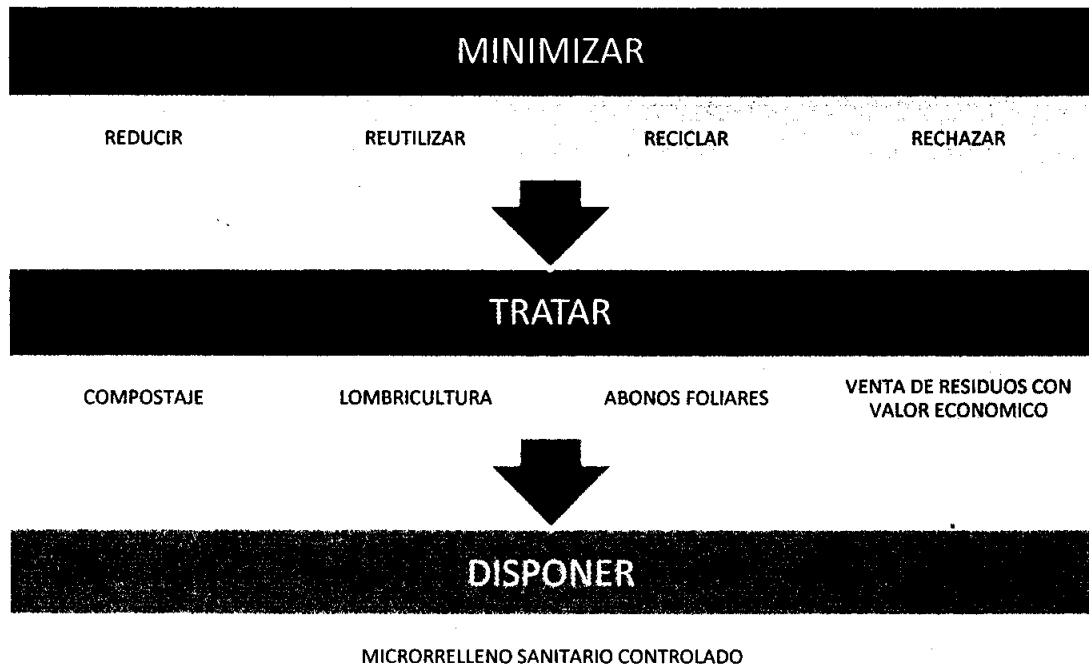 MINIMIZAR
REDUCIR REUTILIZAR RECICLAR RECHAZAR
TRATAR
COMPOSTAJE LOMBRICULTURA ABONOS FOLIARES VENTA DE RESIDUOS CON
VALOR ECONOMICO
DISPONER
MICRORRELLENO SANITARIO CONTROLADO